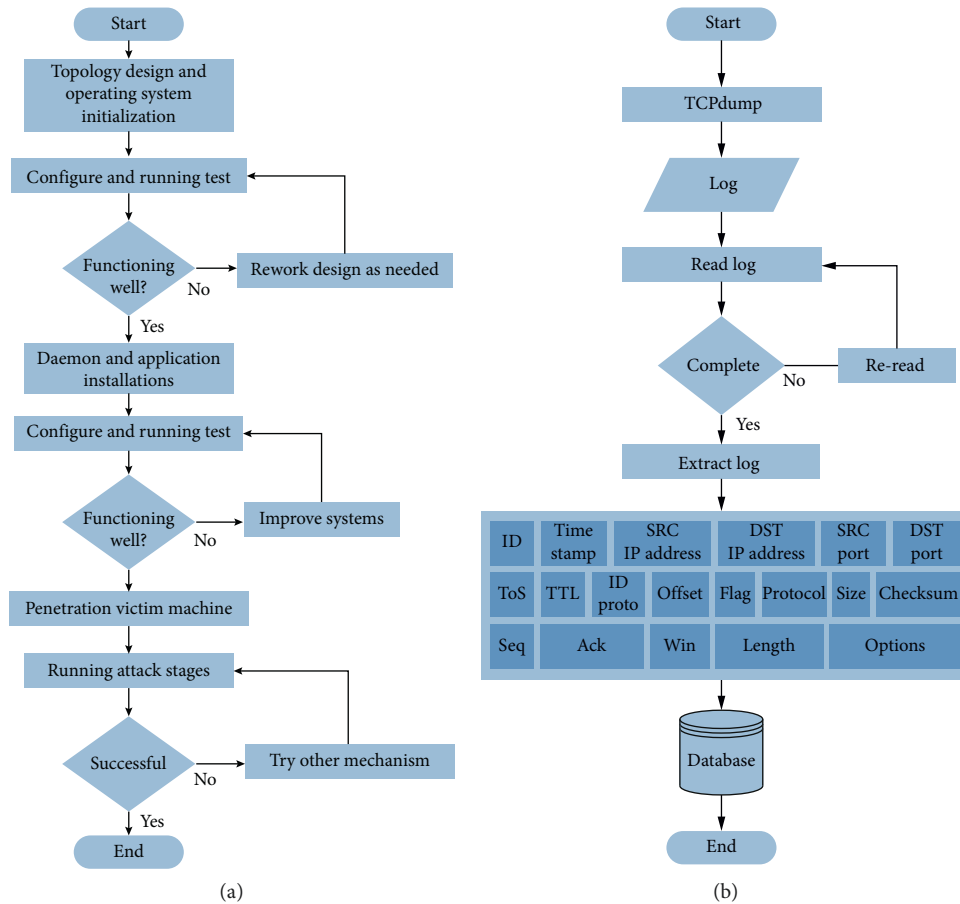 Start
Topology design and
operating system
initialization
Configure and running test
Functioning
well?
No
Rework design as needed
Yes
Daemon and application
installations
Configure and running test
Functioning
well?
No
Improve systems
Penetration victim machine
Running attack stages
Successful
No
Try other mechanism
Yes
End
(a)
Start
TCPdump
Log
Read log
Complete
No
Re-read
Yes
Extract log
ID
Time
stamp
SRC
IP address
DST
IP address
SRC
port
DST
port
ToS
TTL
ID
proto
Offset
Flag
Protocol
Size
Checksum
Seq
Ack
Win
Length
Options
Database
End
(b)